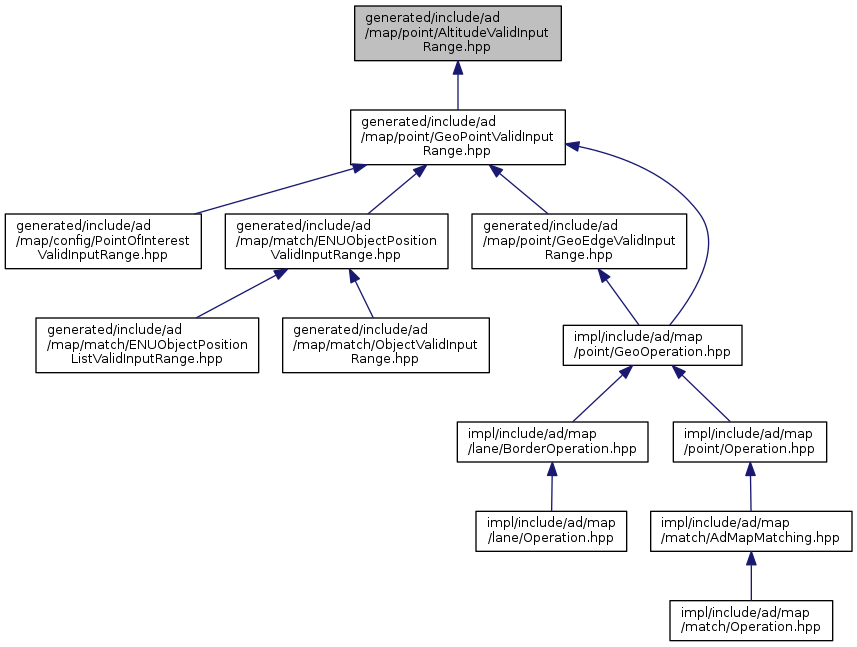 generated/include/ad
/map/point/AltitudeValidInput
Range.hpp
generated/include/ad
/map/point/GeoPointValidInput
Range.hpp
generated/include/ad
/map/config/PointOfInterest
ValidInputRange.hpp
generated/include/ad
/map/match/ENUObjectPosition
ValidInputRange.hpp
generated/include/ad
/map/point/GeoEdgeValidInput
Range.hpp
generated/include/ad
/map/match/ENUObjectPosition
ListValidInputRange.hpp
generated/include/ad
/map/match/ObjectValidInput
Range.hpp
impl/include/ad/map
/point/GeoOperation.hpp
impl/include/ad/map
/lane/BorderOperation.hpp
impl/include/ad/map
/point/Operation.hpp
impl/include/ad/map
/lane/Operation.hpp
impl/include/ad/map
/match/AdMapMatching.hpp
impl/include/ad/map
/match/Operation.hpp